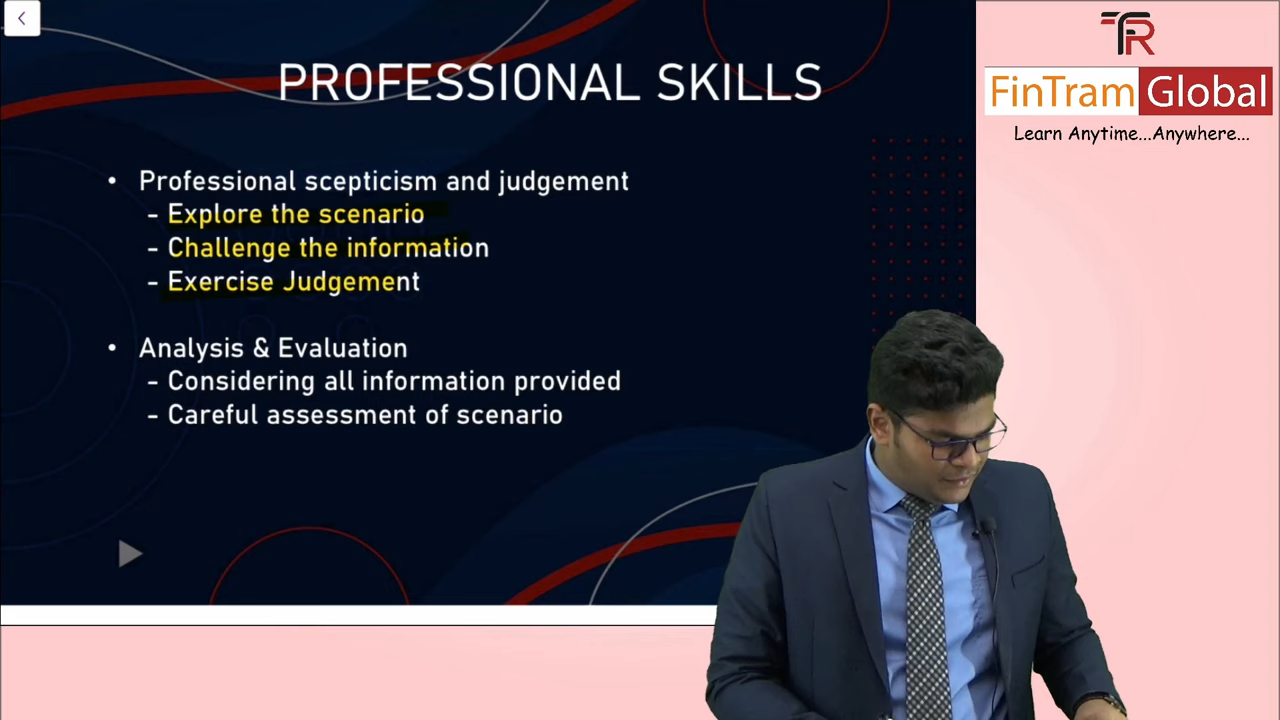 PROFESSIONAL SKILLS
• Professional scepticism and judgement
- Explore the scenario
- Challenge the information
- Exercise Judgement
• Analysis & Evaluation
- Considering all information provided
- Careful assessment of scenario
TR
FinTram Global
Learn Anytime...Anywhere...